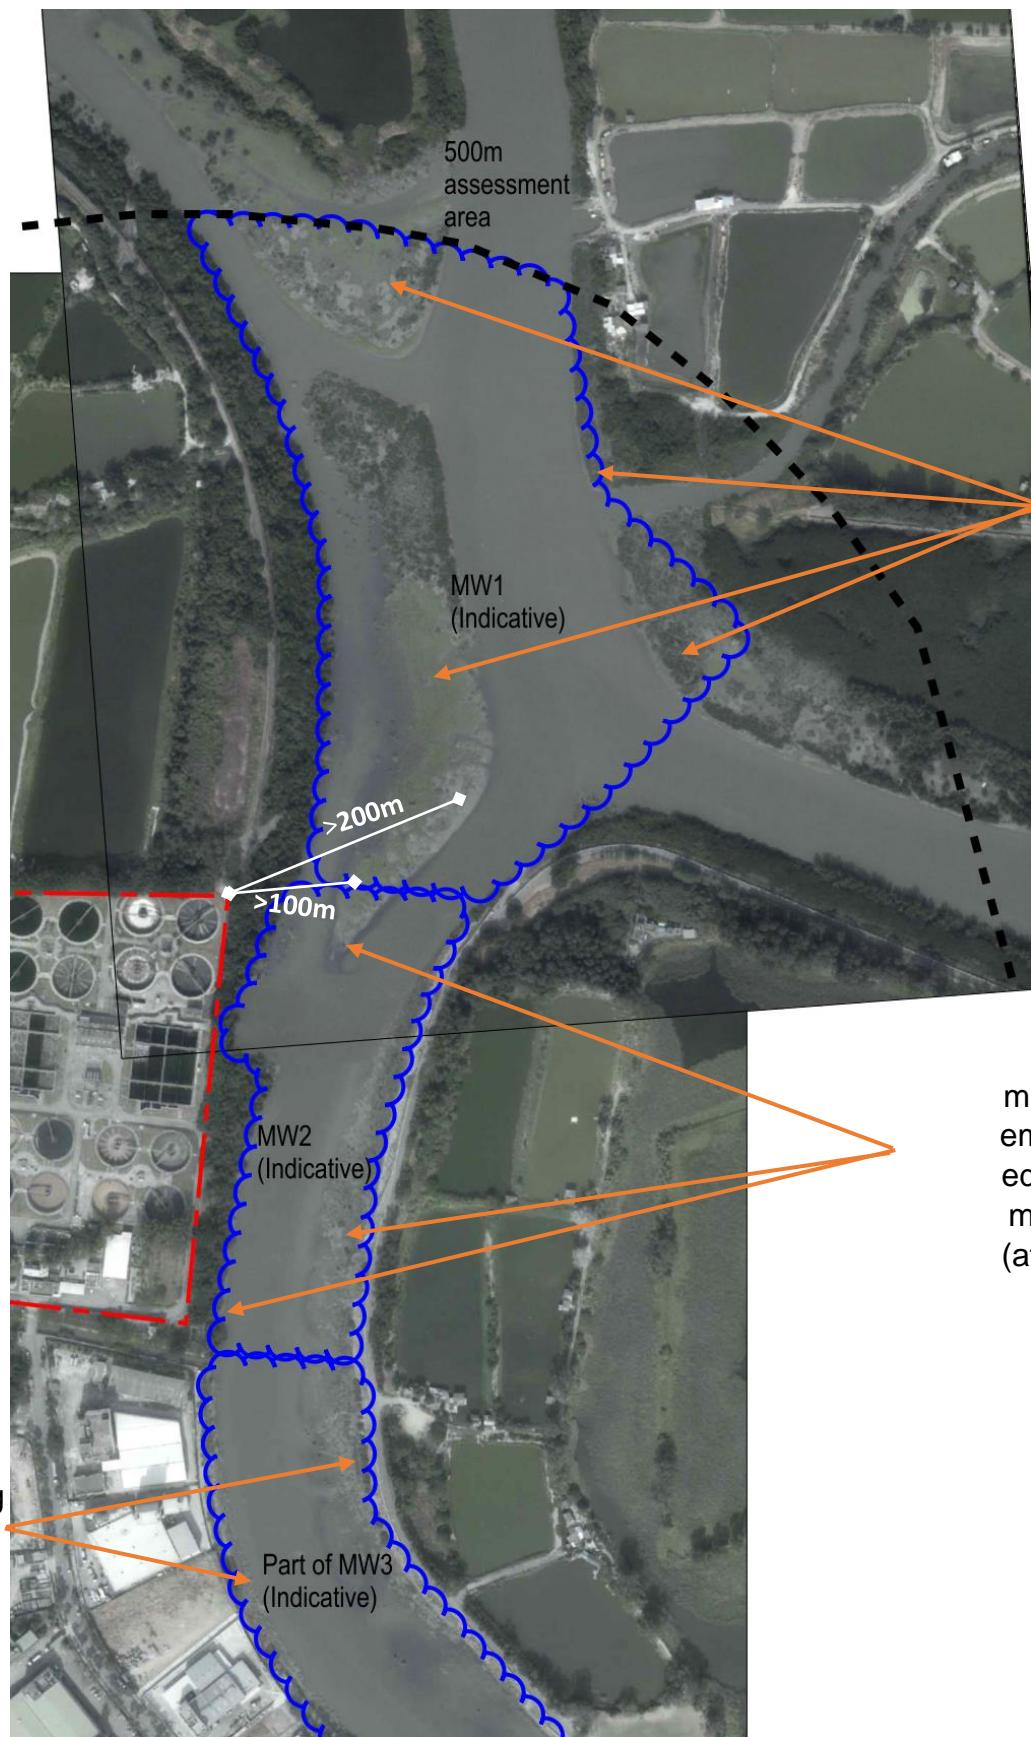 500m
assessment
area
MW1
(Indicative)
>200m
>100m
MW2
(Indicative)
Part of MW3
(Indicative)